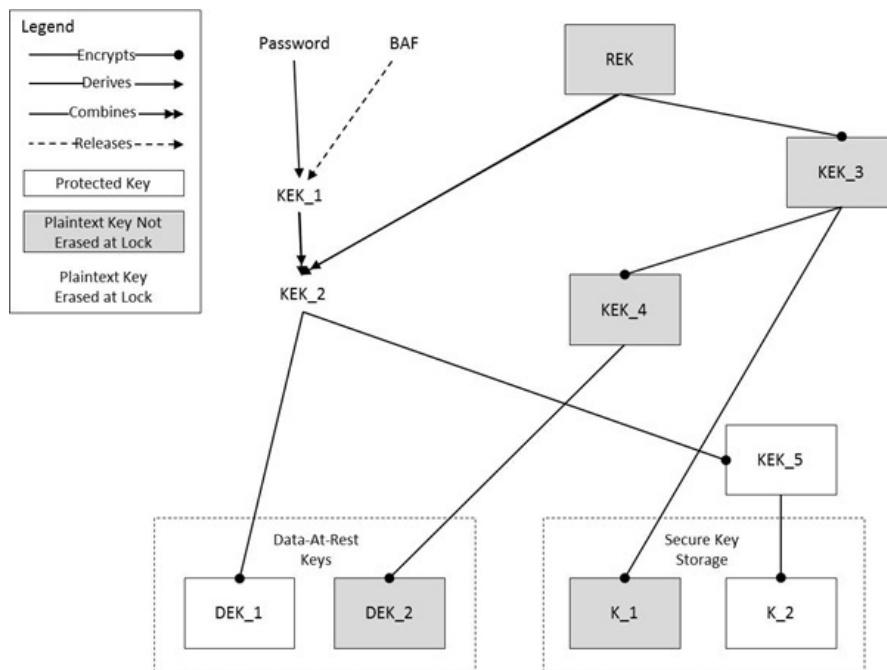 Legend
Encrypts
Derives
Combines
Releases
Protected Key
Plaintext Key Not
Erased at Lock
Plaintext Key
Erased at Lock
Password
BAF
REK
KEK_1
KEK_3
KEK_2
KEK_4
KEK_5
Data-At-Rest
Keys
Secure Key
Storage
DEK_1
DEK_2
K_1
K_2